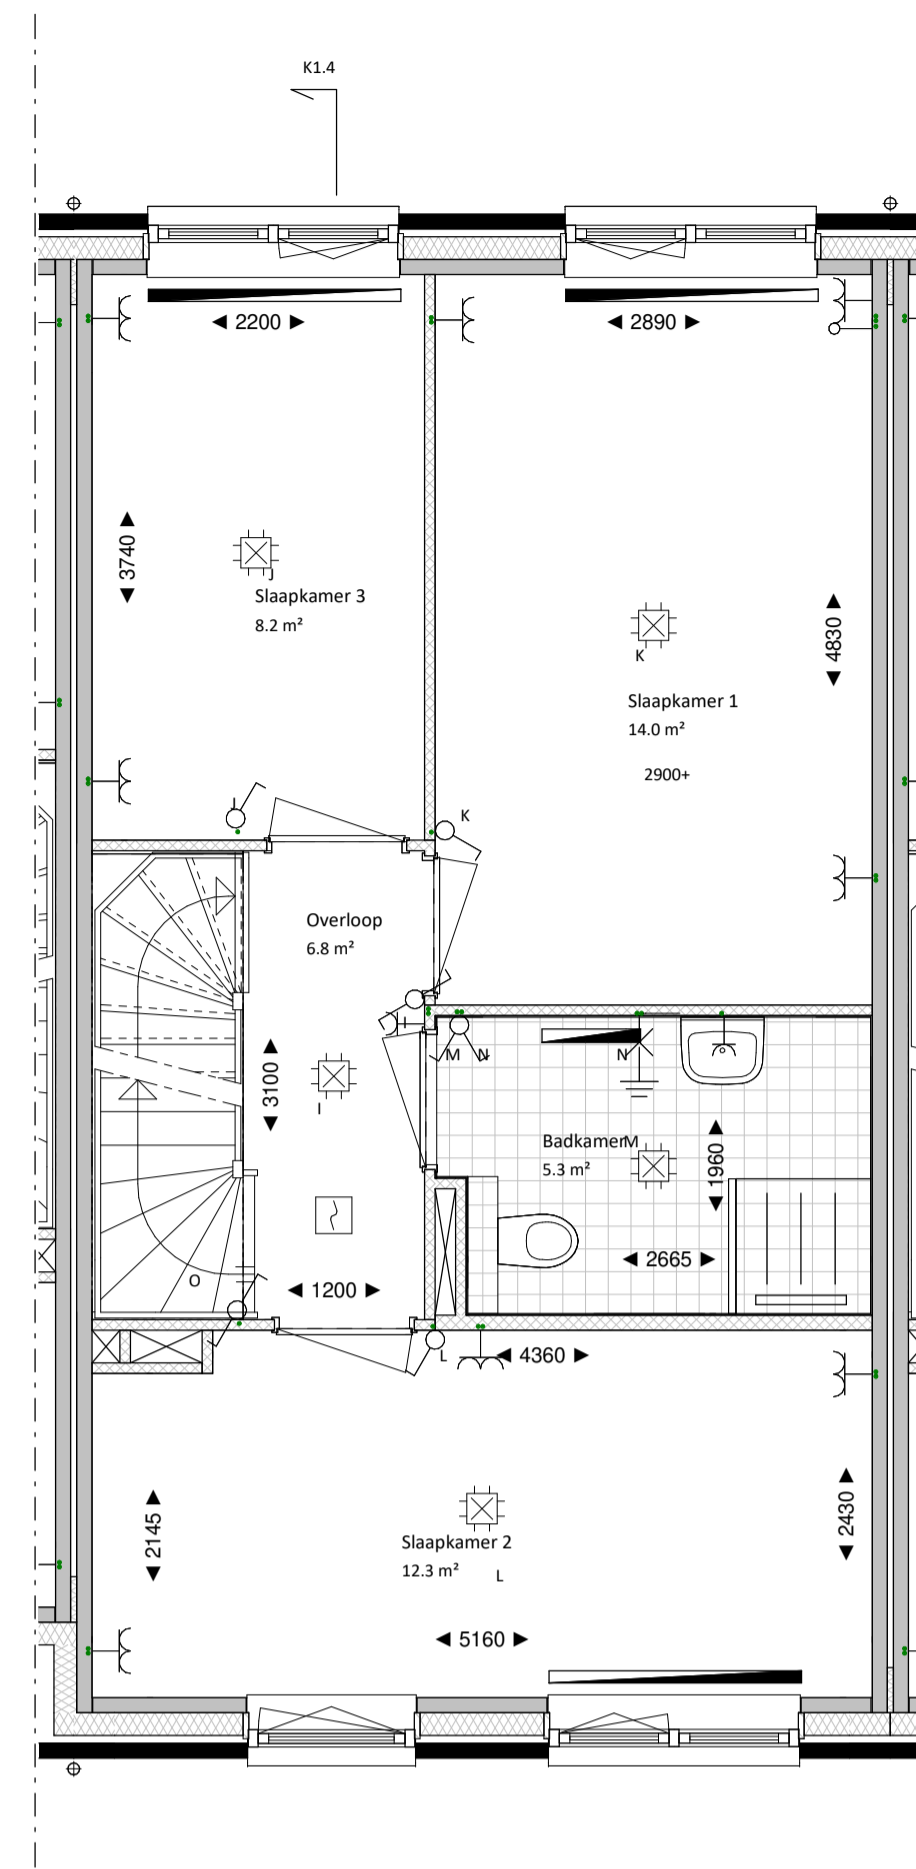 K1.4
2200
2890
3740
J
Slaapkamer 3
8.2 m²
4830
K
Slaapkamer 1
14.0 m²
2900+
J
K
Overloop
6.8 m²
I
M
N
N
3100
I
Badkamer
M
5.3 m²
1960
2665
O
1200
L
4360
2145
2430
Slaapkamer 2
12.3 m²
L
5160